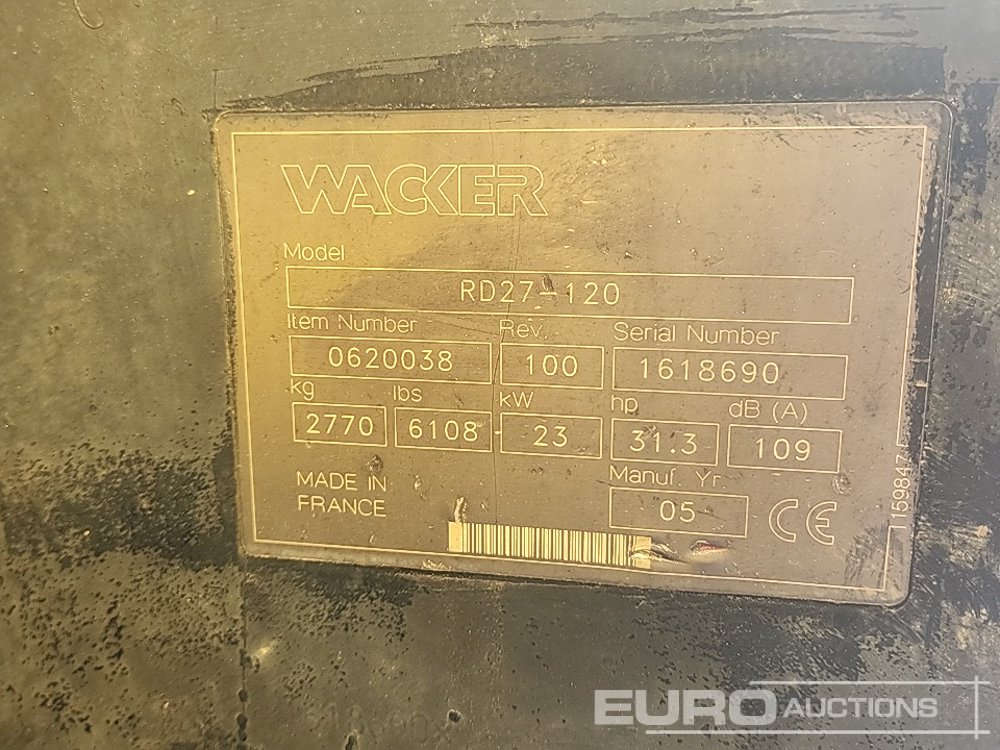 WACKER
Model
RD27-120
Item Number Rev. Serial Number
0620038 100 1618690
kg lbs kW hp dB (A)
2770 6108 23 31.3 109
MADE IN
FRANCE
Manuf. Yr.
05
CE
EURO AUCTIONS